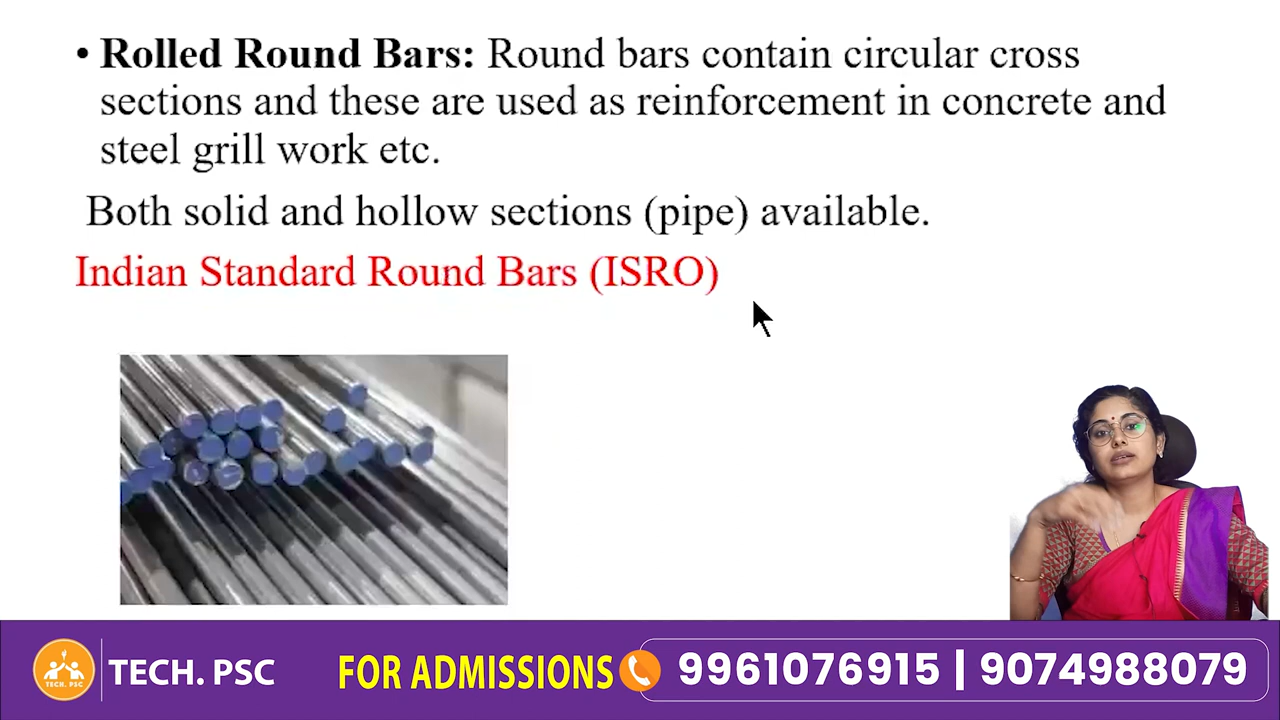 • Rolled Round Bars: Round bars contain circular cross
sections and these are used as reinforcement in concrete and
steel grill work etc.
Both solid and hollow sections (pipe) available.
Indian Standard Round Bars (ISRO)
TECH. PSC
TECH. PSC
FOR ADMISSIONS
9961076915 | 9074988079